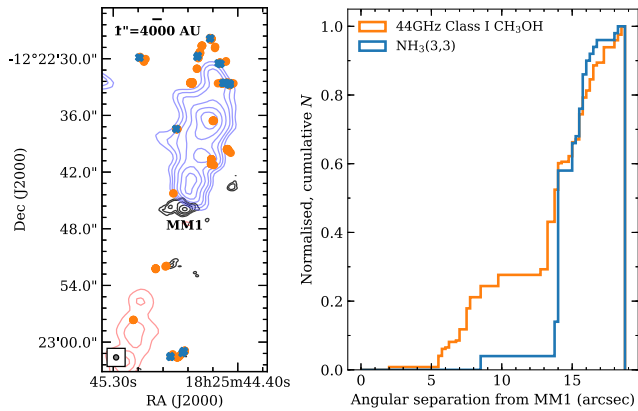 1"=4000 AU
-12°22'30.0"
36.0"
42.0"
48.0"
54.0"
23'00.0"
Dec (J2000)
MM1
45.30s
18h25m44.40s
RA (J2000)
44GHz Class I CH₃OH
NH₃(3,3)
1.0
0.8
0.6
0.4
0.2
0.0
Normalised, cumulative N
0
5
10
15
Angular separation from MM1 (arcsec)